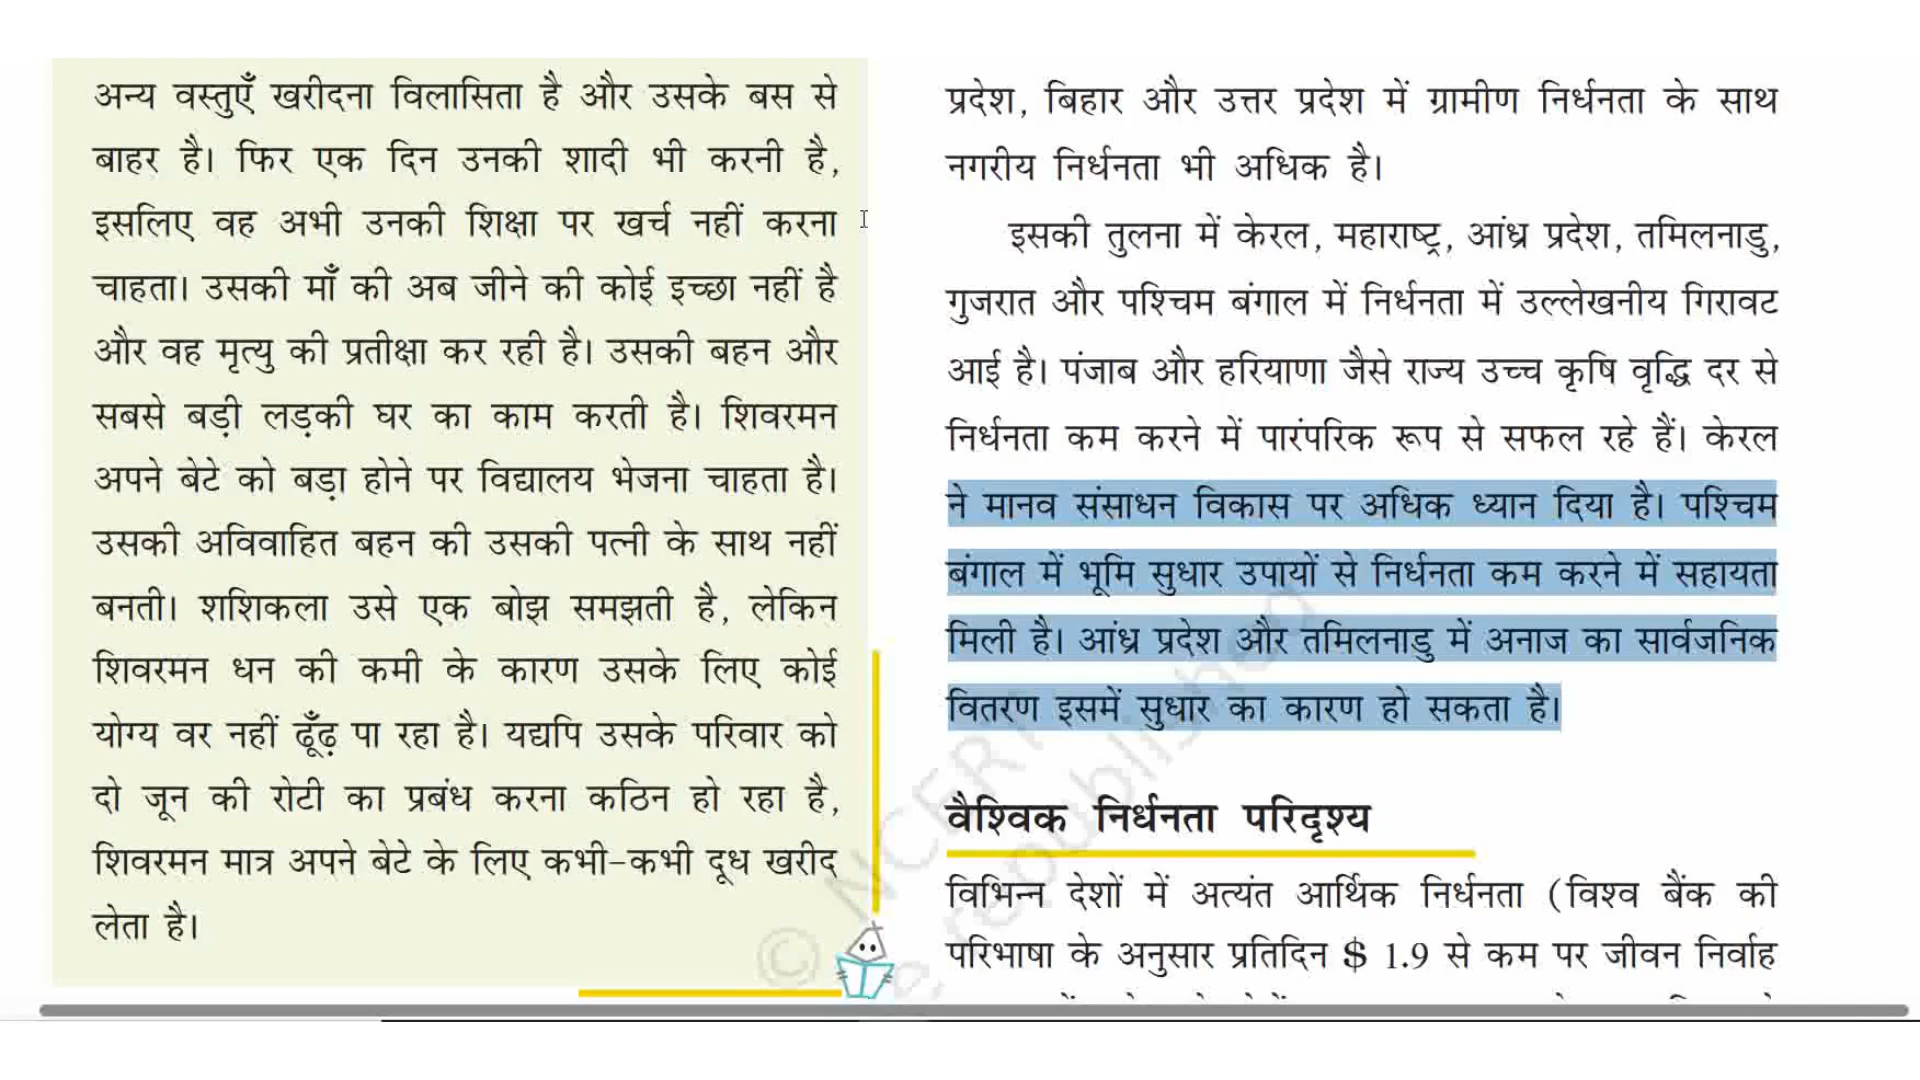 अन्य वस्तुएँ खरीदना विलासिता है और उसके बस से
बाहर है। फिर एक दिन उनकी शादी भी करनी है,
इसलिए वह अभी उनकी शिक्षा पर खर्च नहीं करना
चाहता। उसकी माँ की अब जीने की कोई इच्छा नहीं है
और वह मृत्यु की प्रतीक्षा कर रही है। उसकी बहन और
सबसे बड़ी लड़की घर का काम करती है। शिवरमन
अपने बेटे को बड़ा होने पर विद्यालय भेजना चाहता है।
उसकी अविवाहित बहन की उसकी पत्नी के साथ नहीं
बनती। शशिकला उसे एक बोझ समझती है, लेकिन
शिवरमन धन की कमी के कारण उसके लिए कोई
योग्य वर नहीं ढूँढ़ पा रहा है। यद्यपि उसके परिवार को
दो जून की रोटी का प्रबंध करना कठिन हो रहा है,
शिवरमन मात्र अपने बेटे के लिए कभी-कभी दूध खरीद
लेता है।
प्रदेश, बिहार और उत्तर प्रदेश में ग्रामीण निर्धनता के साथ
नगरीय निर्धनता भी अधिक है।
इसकी तुलना में केरल, महाराष्ट्र, आंध्र प्रदेश, तमिलनाडु,
गुजरात और पश्चिम बंगाल में निर्धनता में उल्लेखनीय गिरावट
आई है। पंजाब और हरियाणा जैसे राज्य उच्च कृषि वृद्धि दर से
निर्धनता कम करने में पारंपरिक रूप से सफल रहे हैं। केरल
ने मानव संसाधन विकास पर अधिक ध्यान दिया है। पश्चिम
बंगाल में भूमि सुधार उपायों से निर्धनता कम करने में सहायता
मिली है। आंध्र प्रदेश और तमिलनाडु में अनाज का सार्वजनिक
वितरण इसमें सुधार का कारण हो सकता है।
वैश्विक निर्धनता परिदृश्य
विभिन्न देशों में अत्यंत आर्थिक निर्धनता (विश्व बैंक की
परिभाषा के अनुसार प्रतिदिन $ 1.9 से कम पर जीवन निर्वाह
© NCERT
republished